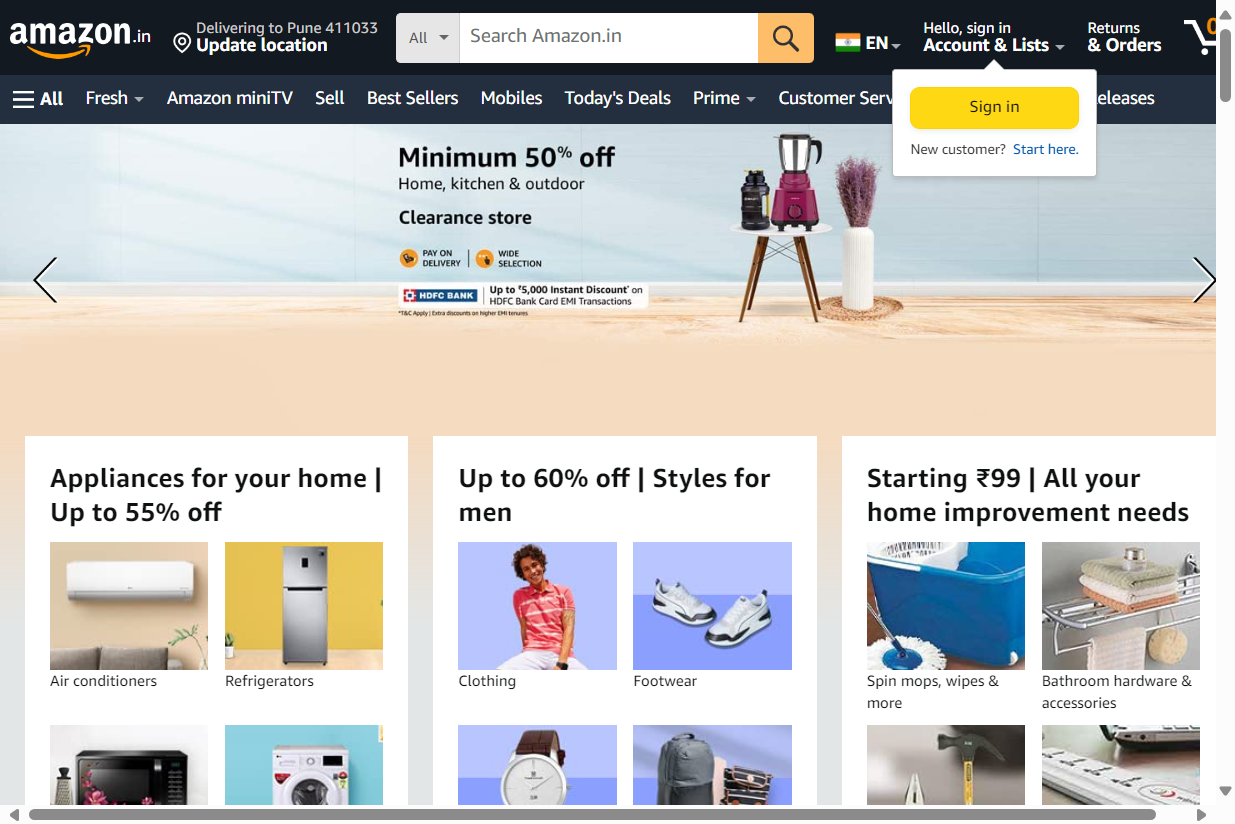 amazon.in
Delivering to Pune 411033
Update location
All
Search Amazon.in
EN
Hello, sign in
Account & Lists
Returns
& Orders
0
All
Fresh
Amazon miniTV
Sell
Best Sellers
Mobiles
Today's Deals
Prime
Customer Serv
eleases
Sign in
New customer? Start here.
Minimum 50% off
Home, kitchen & outdoor
Clearance store
PAY ON
DELIVERY
WIDE
SELECTION
HDFC BANK
Up to ₹5,000 Instant Discount* on
HDFC Bank Card EMI Transactions
*T&C Apply | Extra discounts on higher EMI tenures
Appliances for your home |
Up to 55% off
Air conditioners
Refrigerators
Up to 60% off | Styles for
men
Clothing
Footwear
Starting ₹99 | All your
home improvement needs
Spin mops, wipes &
more
Bathroom hardware &
accessories